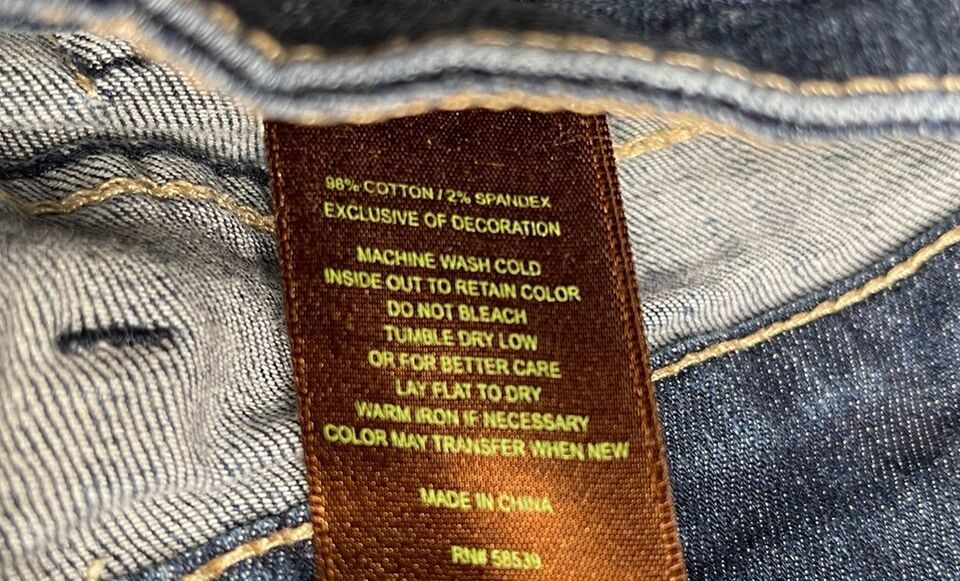 98% COTTON / 2% SPANDEX
EXCLUSIVE OF DECORATION
MACHINE WASH COLD
INSIDE OUT TO RETAIN COLOR
DO NOT BLEACH
TUMBLE DRY LOW
OR FOR BETTER CARE
LAY FLAT TO DRY
WARM IRON IF NECESSARY
COLOR MAY TRANSFER WHEN NEW
MADE IN CHINA
RN# 58539